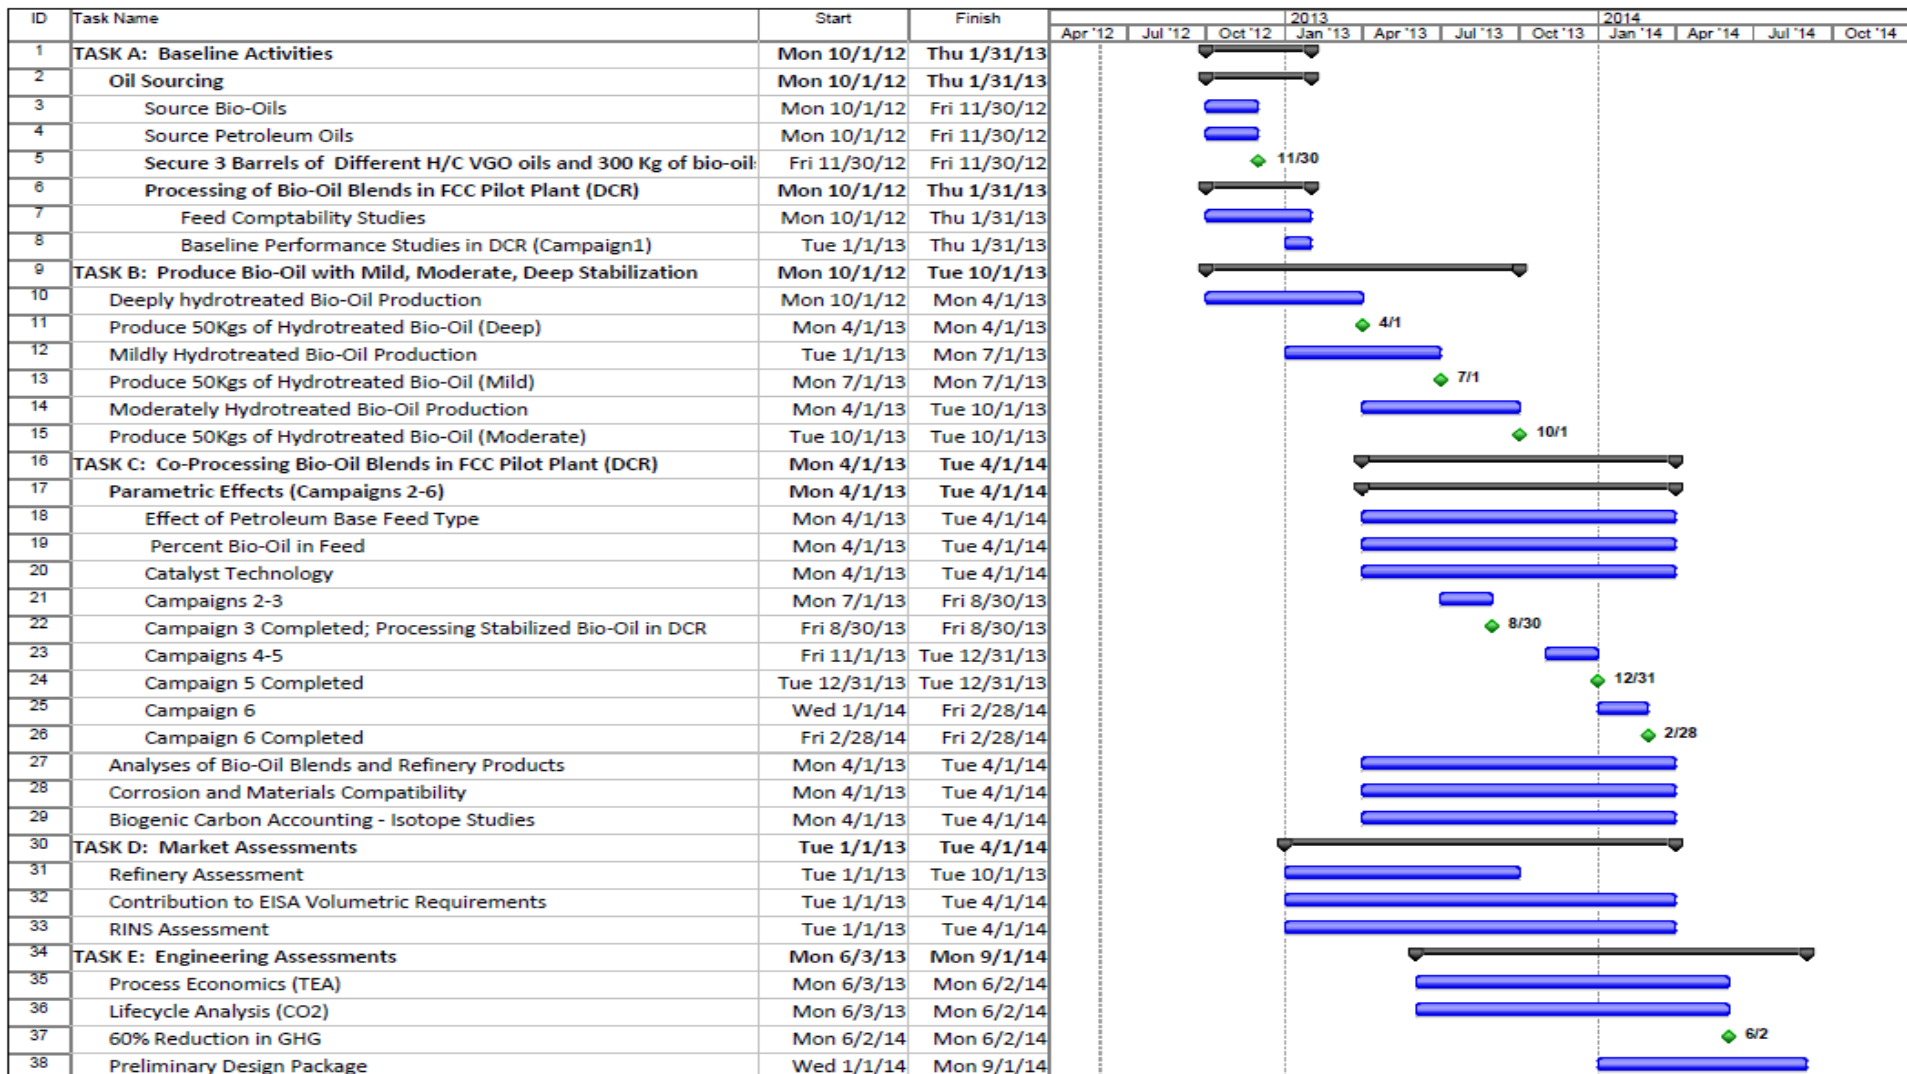 ID Task Name Start Finish 2013 2014
Apr '12 Jul '12 Oct '12 Jan '13 Apr '13 Jul '13 Oct '13 Jan '14 Apr '14 Jul '14 Oct '14
1 TASK A: Baseline Activities Mon 10/1/12 Thu 1/31/13
2 Oil Sourcing Mon 10/1/12 Thu 1/31/13
3 Source Bio-Oils Mon 10/1/12 Fri 11/30/12
4 Source Petroleum Oils Mon 10/1/12 Fri 11/30/12
5 Secure 3 Barrels of Different H/C VGO oils and 300 Kg of bio-oil Fri 11/30/12 Fri 11/30/12 11/30
6 Processing of Bio-Oil Blends in FCC Pilot Plant (DCR) Mon 10/1/12 Thu 1/31/13
7 Feed Comptability Studies Mon 10/1/12 Thu 1/31/13
8 Baseline Performance Studies in DCR (Campaign1) Tue 1/1/13 Thu 1/31/13
9 TASK B: Produce Bio-Oil with Mild, Moderate, Deep Stabilization Mon 10/1/12 Tue 10/1/13
10 Deeply hydrotreated Bio-Oil Production Mon 10/1/12 Mon 4/1/13
11 Produce 50Kgs of Hydrotreated Bio-Oil (Deep) Mon 4/1/13 Mon 4/1/13 4/1
12 Mildly Hydrotreated Bio-Oil Production Tue 1/1/13 Mon 7/1/13
13 Produce 50Kgs of Hydrotreated Bio-Oil (Mild) Mon 7/1/13 Mon 7/1/13 7/1
14 Moderately Hydrotreated Bio-Oil Production Mon 4/1/13 Tue 10/1/13
15 Produce 50Kgs of Hydrotreated Bio-Oil (Moderate) Tue 10/1/13 Tue 10/1/13 10/1
16 TASK C: Co-Processing Bio-Oil Blends in FCC Pilot Plant (DCR) Mon 4/1/13 Tue 4/1/14
17 Parametric Effects (Campaigns 2-6) Mon 4/1/13 Tue 4/1/14
18 Effect of Petroleum Base Feed Type Mon 4/1/13 Tue 4/1/14
19 Percent Bio-Oil in Feed Mon 4/1/13 Tue 4/1/14
20 Catalyst Technology Mon 4/1/13 Tue 4/1/14
21 Campaigns 2-3 Mon 7/1/13 Fri 8/30/13
22 Campaign 3 Completed; Processing Stabilized Bio-Oil in DCR Fri 8/30/13 Fri 8/30/13 8/30
23 Campaigns 4-5 Fri 11/1/13 Tue 12/31/13
24 Campaign 5 Completed Tue 12/31/13 Tue 12/31/13 12/31
25 Campaign 6 Wed 1/1/14 Fri 2/28/14
26 Campaign 6 Completed Fri 2/28/14 Fri 2/28/14 2/28
27 Analyses of Bio-Oil Blends and Refinery Products Mon 4/1/13 Tue 4/1/14
28 Corrosion and Materials Compatibility Mon 4/1/13 Tue 4/1/14
29 Biogenic Carbon Accounting - Isotope Studies Mon 4/1/13 Tue 4/1/14
30 TASK D: Market Assessments Tue 1/1/13 Tue 4/1/14
31 Refinery Assessment Tue 1/1/13 Tue 10/1/13
32 Contribution to EISA Volumetric Requirements Tue 1/1/13 Tue 4/1/14
33 RINS Assessment Tue 1/1/13 Tue 4/1/14
34 TASK E: Engineering Assessments Mon 6/3/13 Mon 9/1/14
35 Process Economics (TEA) Mon 6/3/13 Mon 6/2/14
36 Lifecycle Analysis (CO2) Mon 6/3/13 Mon 6/2/14
37 60% Reduction in GHG Mon 6/2/14 Mon 6/2/14 6/2
38 Preliminary Design Package Wed 1/1/14 Mon 9/1/14